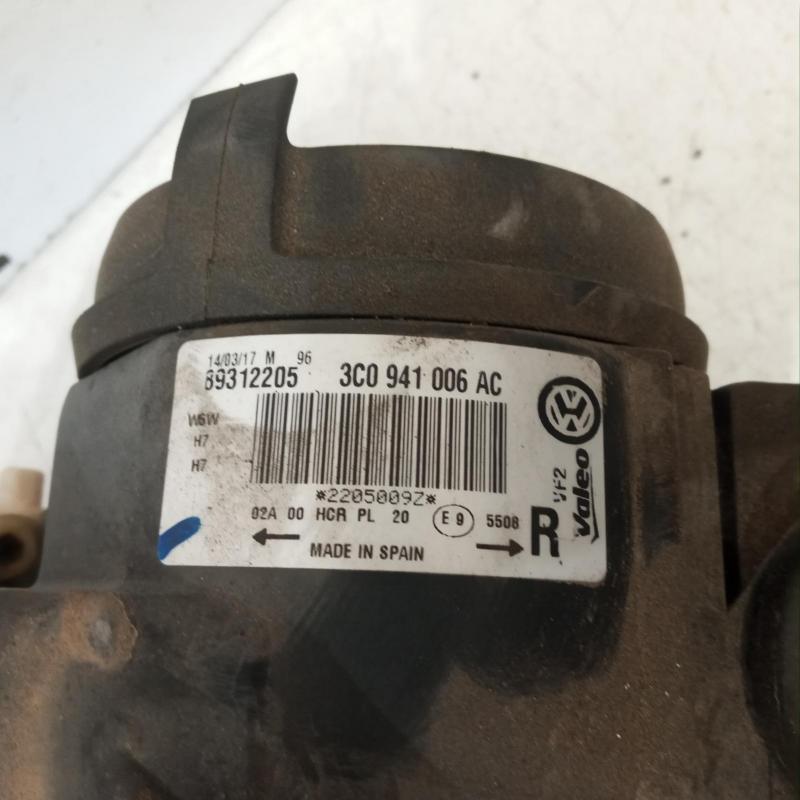 14/03/17 M 96
89312205 3C0 941 006 AC
W5W
H7
H7
*2205009Z*
02A 00 HCR PL 20 E 9 5508
MADE IN SPAIN
R
VF2
Valeo
VW